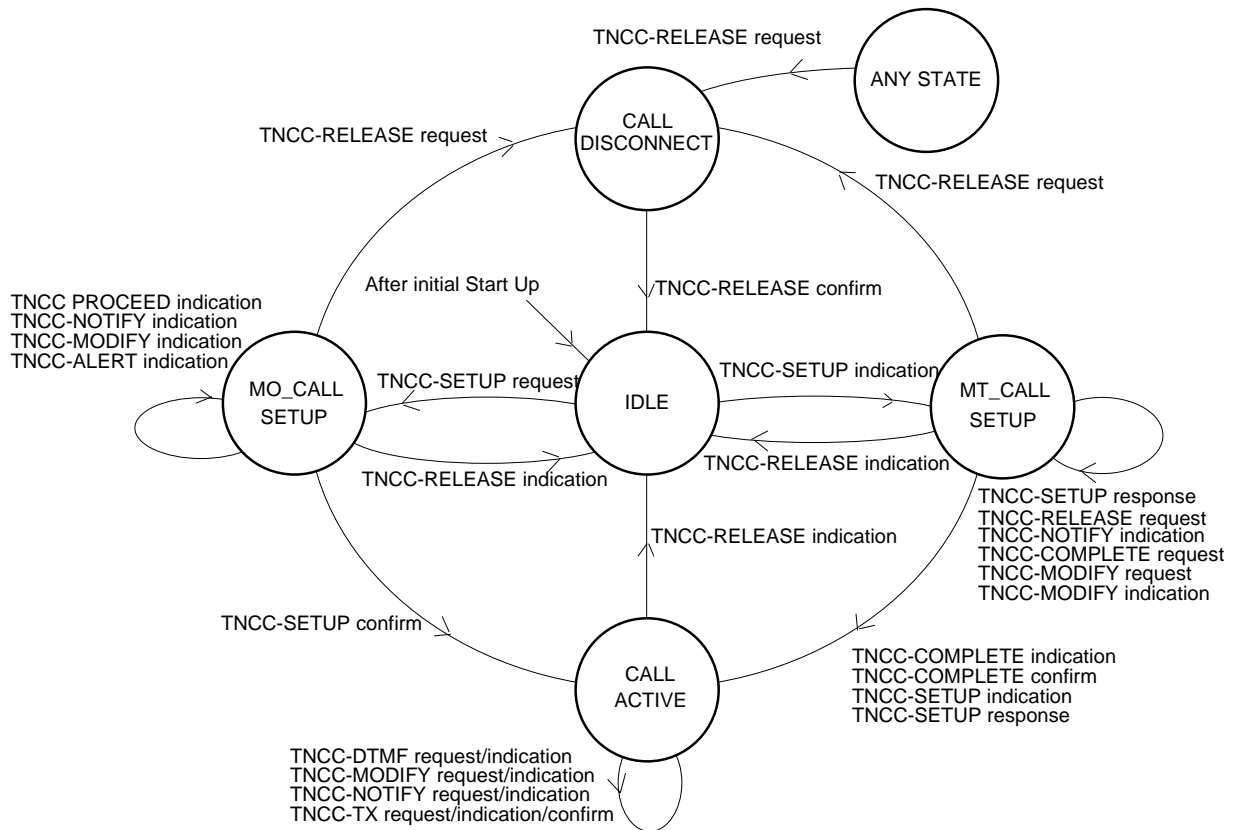 TNCC-RELEASE request
ANY STATE
CALL
DISCONNECT
TNCC-RELEASE request
TNCC-RELEASE request
After initial Start Up
TNCC-RELEASE confirm
TNCC PROCEED indication
TNCC-NOTIFY indication
TNCC-MODIFY indication
TNCC-ALERT indication
TNCC-SETUP request
TNCC-SETUP indication
MO_CALL
SETUP
IDLE
MT_CALL
SETUP
TNCC-RELEASE indication
TNCC-RELEASE indication
TNCC-SETUP response
TNCC-RELEASE request
TNCC-NOTIFY indication
TNCC-COMPLETE request
TNCC-MODIFY request
TNCC-MODIFY indication
TNCC-RELEASE indication
TNCC-SETUP confirm
TNCC-COMPLETE indication
TNCC-COMPLETE confirm
TNCC-SETUP indication
TNCC-SETUP response
CALL
ACTIVE
TNCC-DTMF request/indication
TNCC-MODIFY request/indication
TNCC-NOTIFY request/indication
TNCC-TX request/indication/confirm